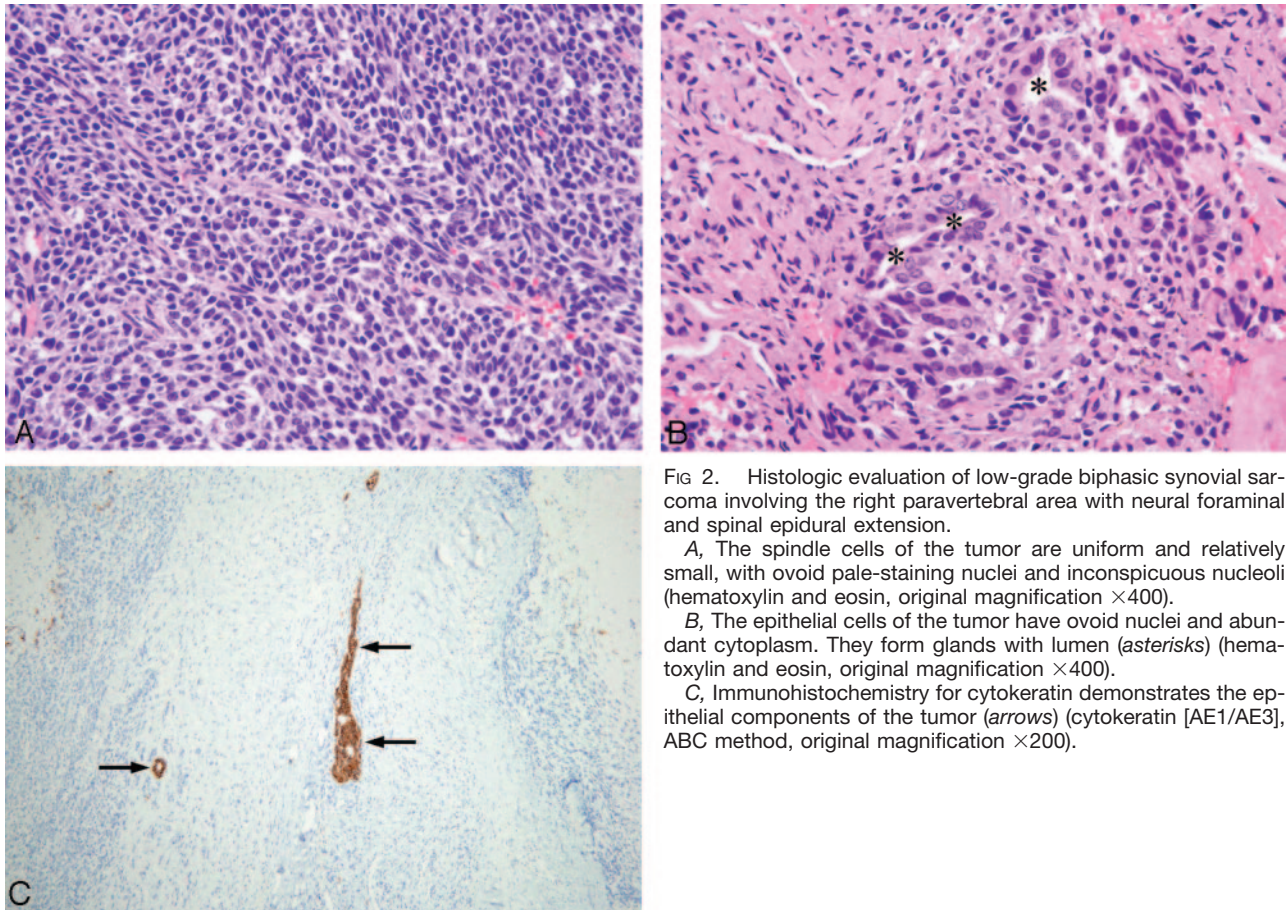 A
B
C
FIG 2. Histologic evaluation of low-grade biphasic synovial sar-
coma involving the right paravertebral area with neural foraminal
and spinal epidural extension.
A, The spindle cells of the tumor are uniform and relatively
small, with ovoid pale-staining nuclei and inconspicuous nucleoli
(hematoxylin and eosin, original magnification ×400).
B, The epithelial cells of the tumor have ovoid nuclei and abun-
dant cytoplasm. They form glands with lumen (asterisks) (hema-
toxylin and eosin, original magnification ×400).
C, Immunohistochemistry for cytokeratin demonstrates the ep-
ithelial components of the tumor (arrows) (cytokeratin [AE1/AE3],
ABC method, original magnification ×200).